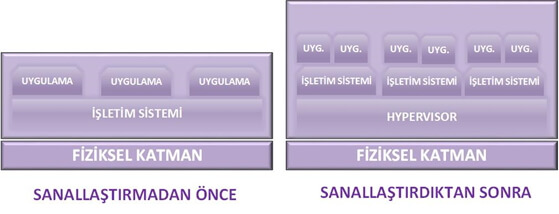 UYGULAMA UYGULAMA UYGULAMA
İŞLETİM SİSTEMİ
FİZİKSEL KATMAN
SANALLAŞTIRMADAN ÖNCE
UYG. UYG. UYG. UYG. UYG. UYG.
İŞLETİM SİSTEMİ İŞLETİM SİSTEMİ İŞLETİM SİSTEMİ
HYPERVISOR
FİZİKSEL KATMAN
SANALLAŞTIRDIKTAN SONRA